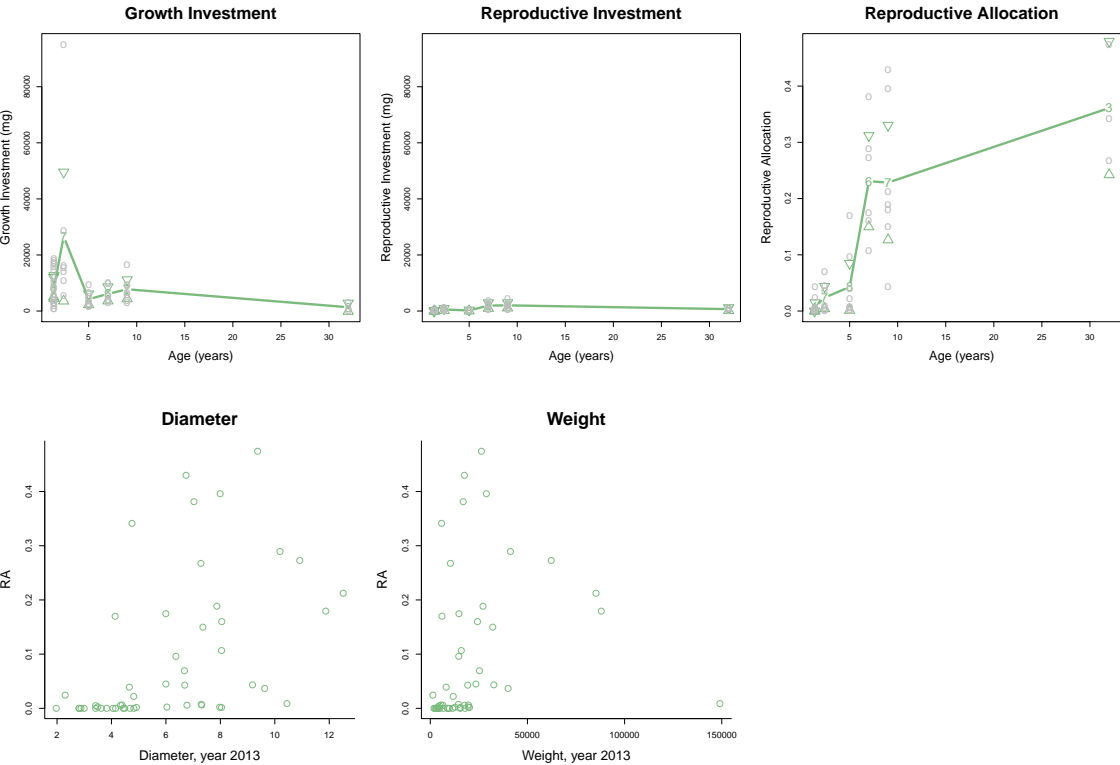 Growth Investment
Reproductive Investment
Reproductive Allocation
Growth Investment (mg)
0 20000 40000 60000 80000
7
5 10 15 20 25 30
Age (years)
Reproductive Investment (mg)
0 20000 40000 60000 80000
5 10 15 20 25 30
Age (years)
Reproductive Allocation
0.0 0.1 0.2 0.3 0.4
6
7
3
5 10 15 20 25 30
Age (years)
Diameter
Weight
RA
0.0 0.1 0.2 0.3 0.4
2 4 6 8 10 12
Diameter, year 2013
RA
0.0 0.1 0.2 0.3 0.4
0 50000 100000 150000
Weight, year 2013